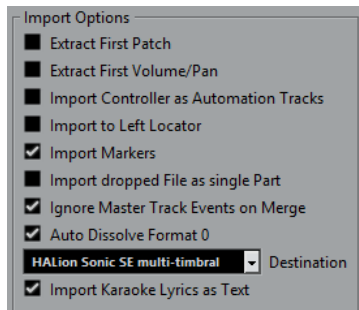 Import Options
Extract First Patch
Extract First Volume/Pan
Import Controller as Automation Tracks
Import to Left Locator
Import Markers
Import dropped File as single Part
Ignore Master Track Events on Merge
Auto Dissolve Format 0
HALion Sonic SE multi-timbral Destination
Import Karaoke Lyrics as Text